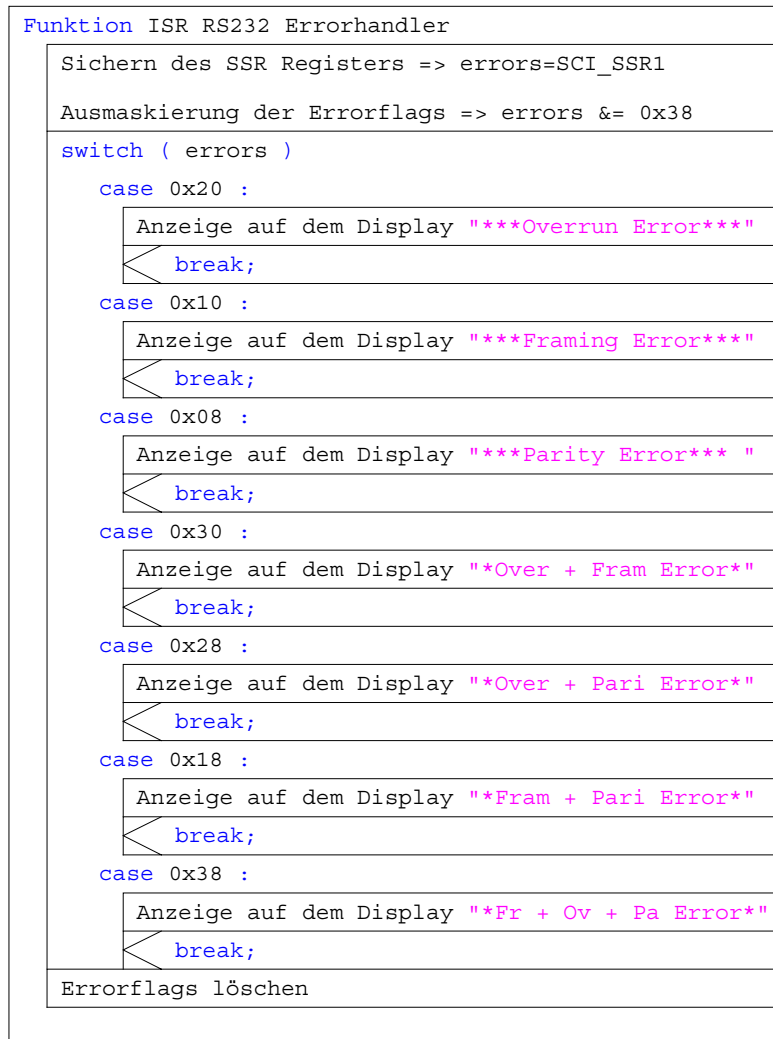 Funktion ISR RS232 Errorhandler
Sichern des SSR Registers => errors=SCI_SSR1
Ausmaskierung der Errorflags => errors &= 0x38
switch ( errors )
case 0x20 :
Anzeige auf dem Display "***Overrun Error***"
break;
case 0x10 :
Anzeige auf dem Display "***Framing Error***"
break;
case 0x08 :
Anzeige auf dem Display "***Parity Error*** "
break;
case 0x30 :
Anzeige auf dem Display "*Over + Fram Error*"
break;
case 0x28 :
Anzeige auf dem Display "*Over + Pari Error*"
break;
case 0x18 :
Anzeige auf dem Display "*Fram + Pari Error*"
break;
case 0x38 :
Anzeige auf dem Display "*Fr + Ov + Pa Error*"
break;
Errorflags löschen